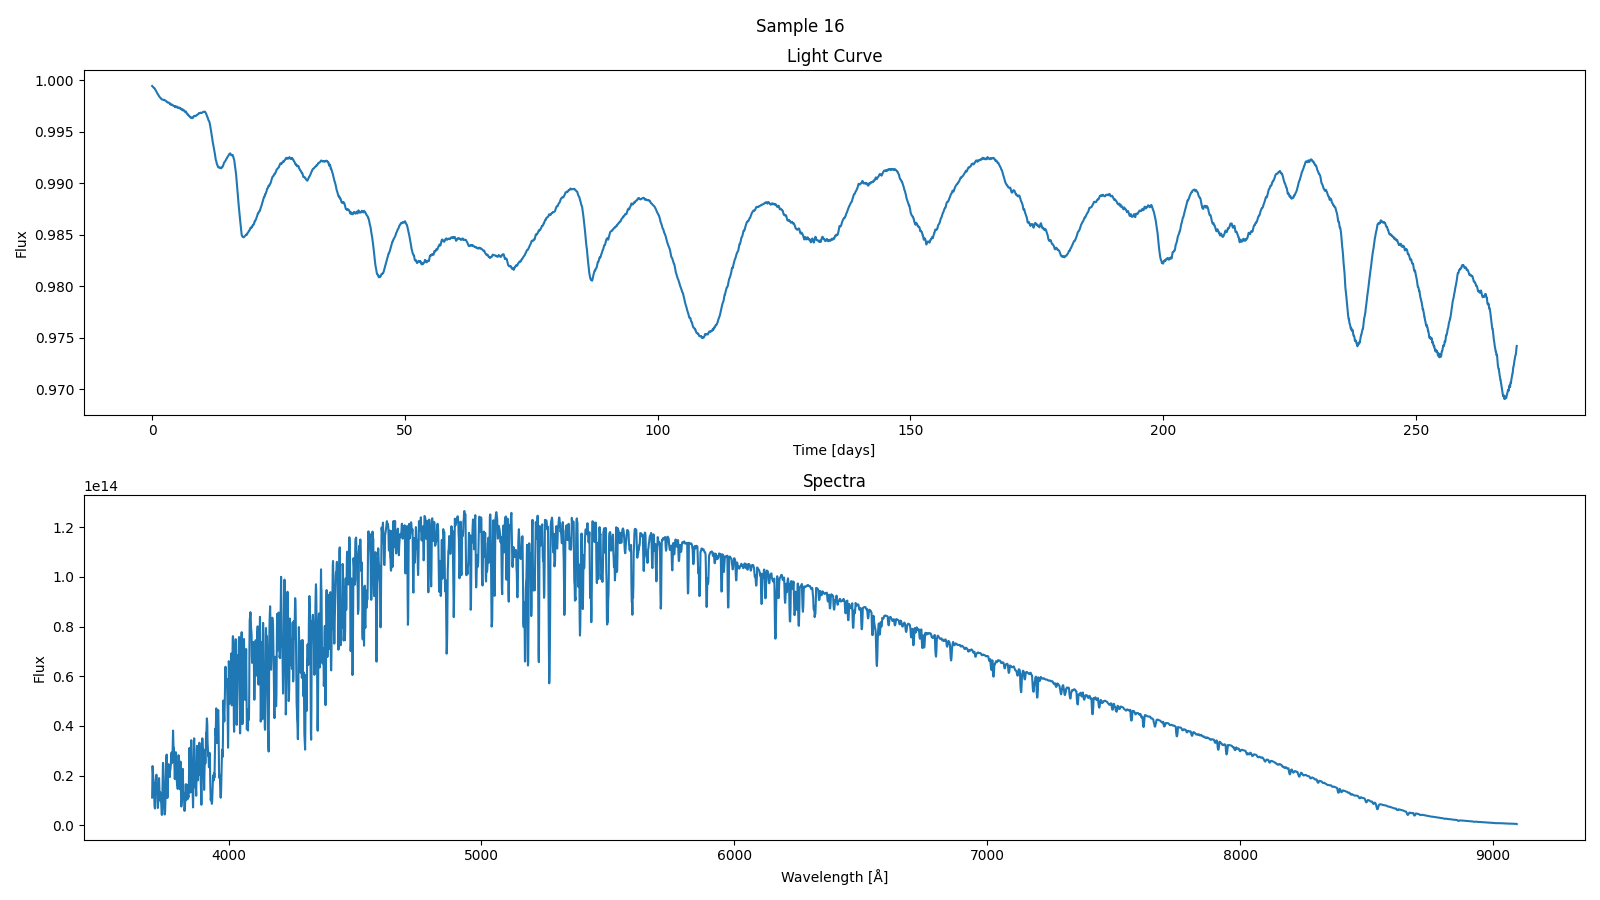 Sample 16
Light Curve
1.000
0.995
0.990
0.985
0.980
0.975
0.970
Flux
0 50 100 150 200 250
Time [days]
Spectra
1e14
1.2
1.0
0.8
0.6
0.4
0.2
0.0
Flux
4000 5000 6000 7000 8000 9000
Wavelength [Å]